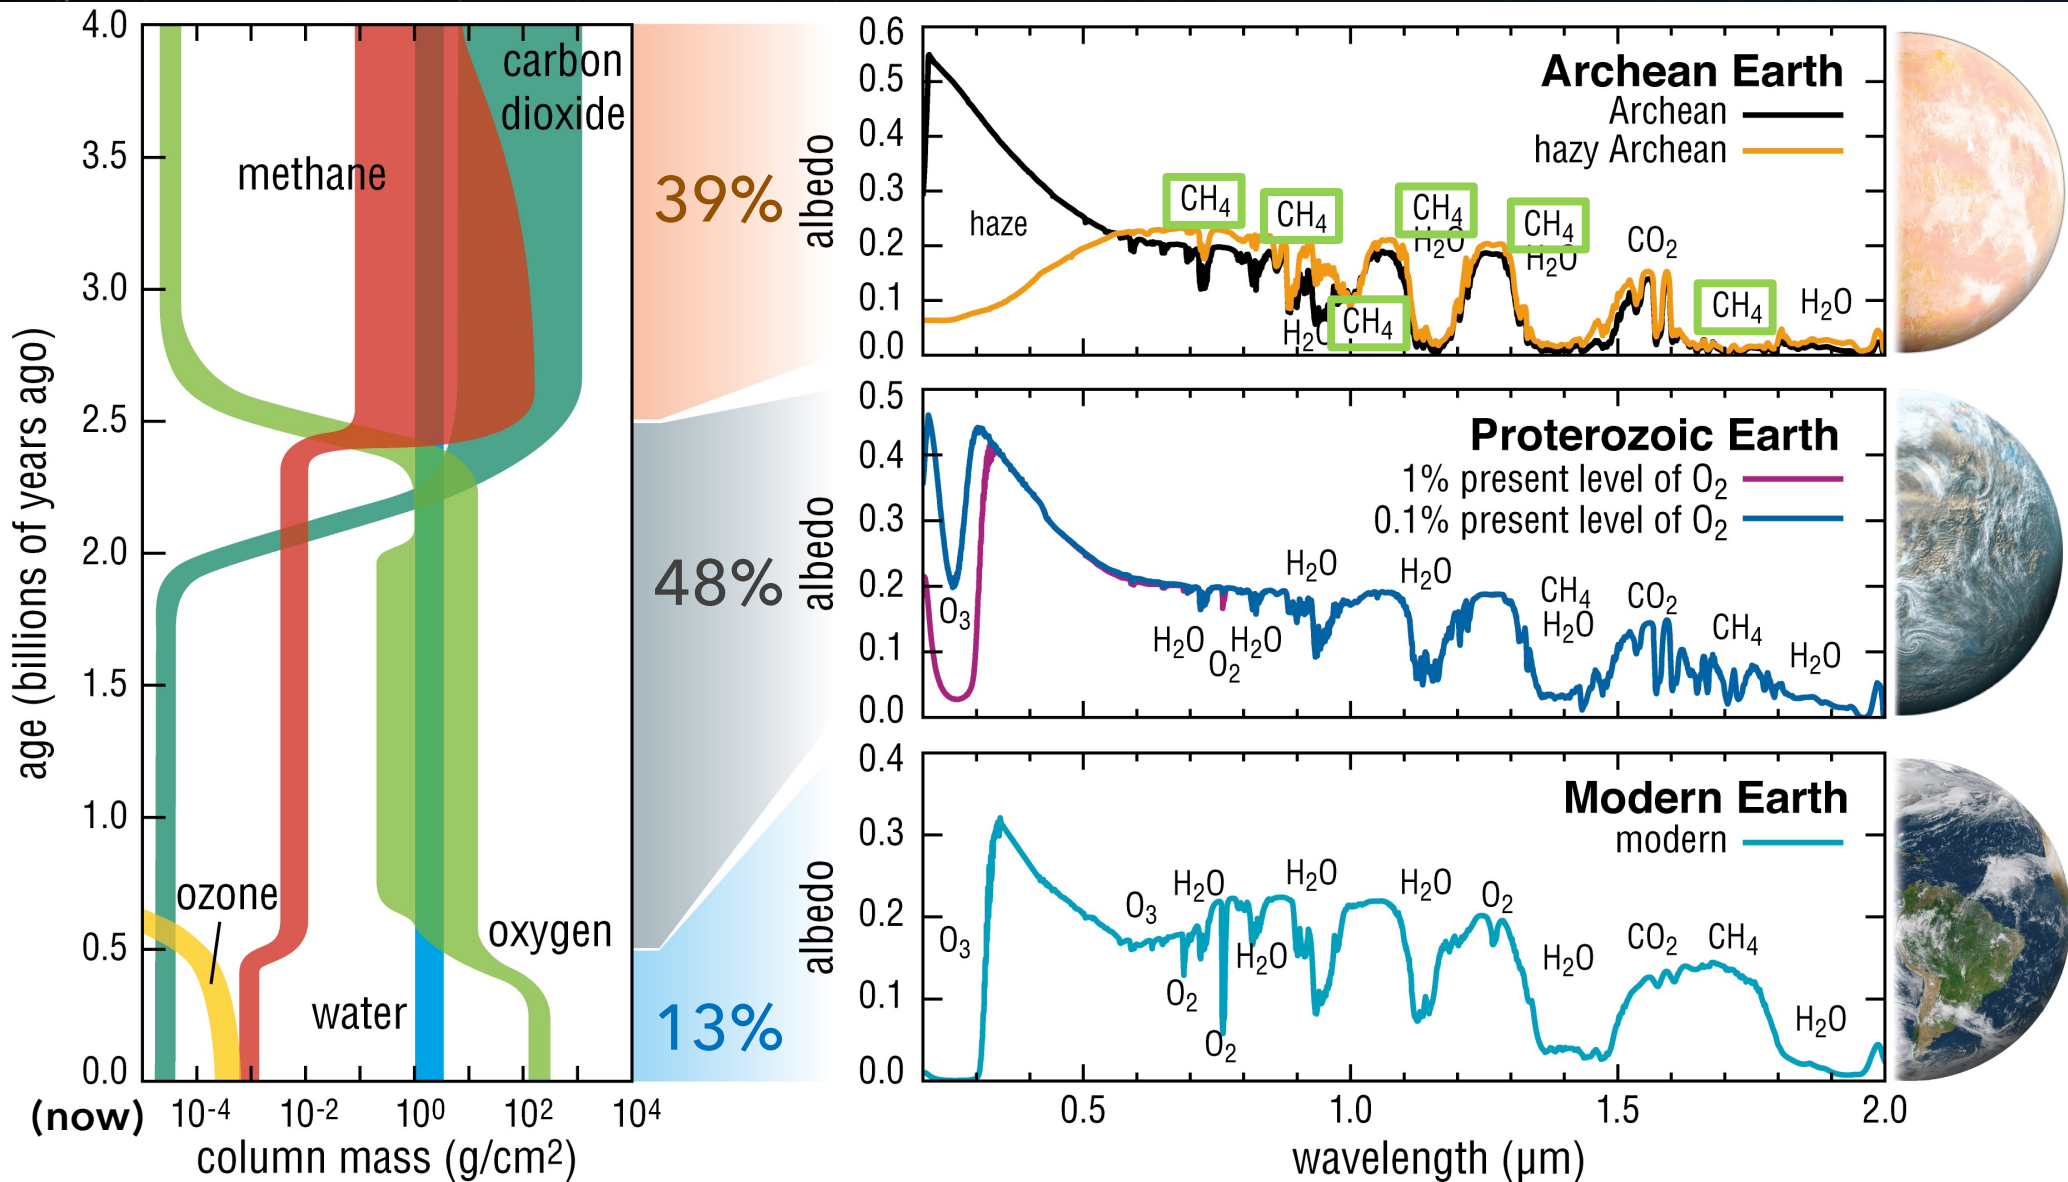 4.0
3.5
3.0
2.5
2.0
1.5
1.0
0.5
0.0
(now)
age (billions of years ago)
carbon
dioxide
methane
ozone
oxygen
water
10-4
10-2
100
102
104
column mass (g/cm2)
39%
48%
13%
albedo
0.6
0.5
0.4
0.3
0.2
0.1
0.0
Archean Earth
Archean
hazy Archean
haze
CH4
CH4
CH4
H2O
CH4
H2O
CO2
H2O
CH4
CH4
H2O
albedo
0.5
0.4
0.3
0.2
0.1
0.0
Proterozoic Earth
1% present level of O2
0.1% present level of O2
O3
H2O
O2
H2O
H2O
H2O
CH4
H2O
CO2
CH4
H2O
albedo
0.4
0.3
0.2
0.1
0.0
Modern Earth
modern
O3
O3
H2O
O2
O2
H2O
H2O
H2O
O2
H2O
CO2
CH4
H2O
0.5
1.0
1.5
2.0
wavelength (μm)